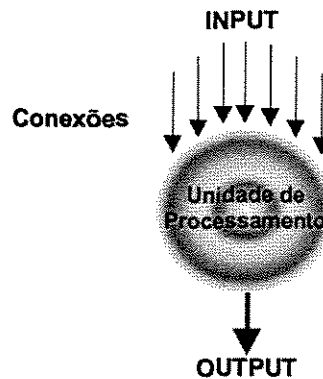 INPUT
Conexões
Unidade de
Processamento
OUTPUT